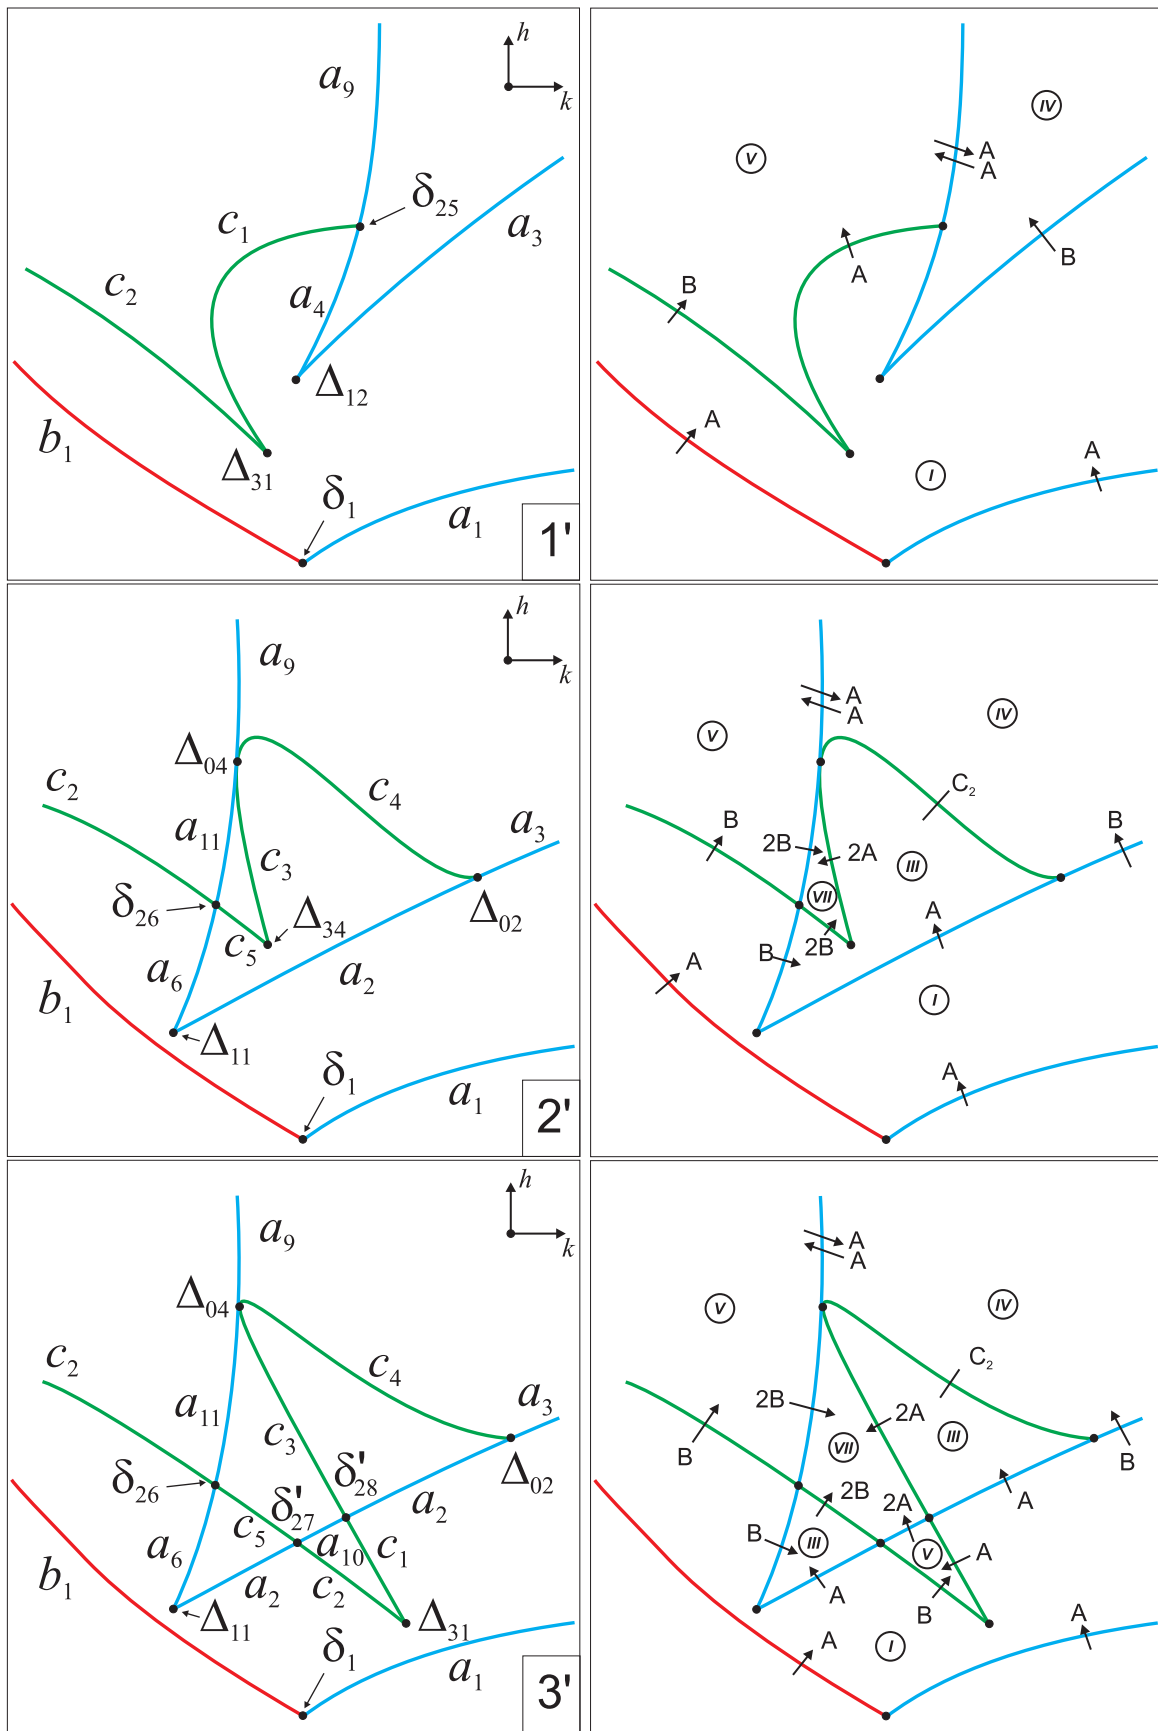 h
k
a9
δ25
c1
a3
c2
a4
Δ12
b1
Δ31
δ1
a1
1'
IV
A
A
V
B
B
A
A
A
I
h
k
a9
Δ04
c2
c4
a11
a3
c3
δ26
Δ34
Δ02
c5
a6
a2
b1
Δ11
δ1
a1
2'
A
A
IV
V
C2
B
B
2B
2A
III
VII
A
B
2B
A
I
A
3'
h
k
a9
Δ04
c2
c4
a3
a11
c3
δ'28
Δ02
δ26
δ'27
a2
c5
a10
c1
a6
a2
c2
b1
Δ11
Δ31
δ1
a1
A
A
V
IV
C2
2B
2A
III
VII
B
B
2B
2A
A
B
III
V
A
A
B
A
I
A